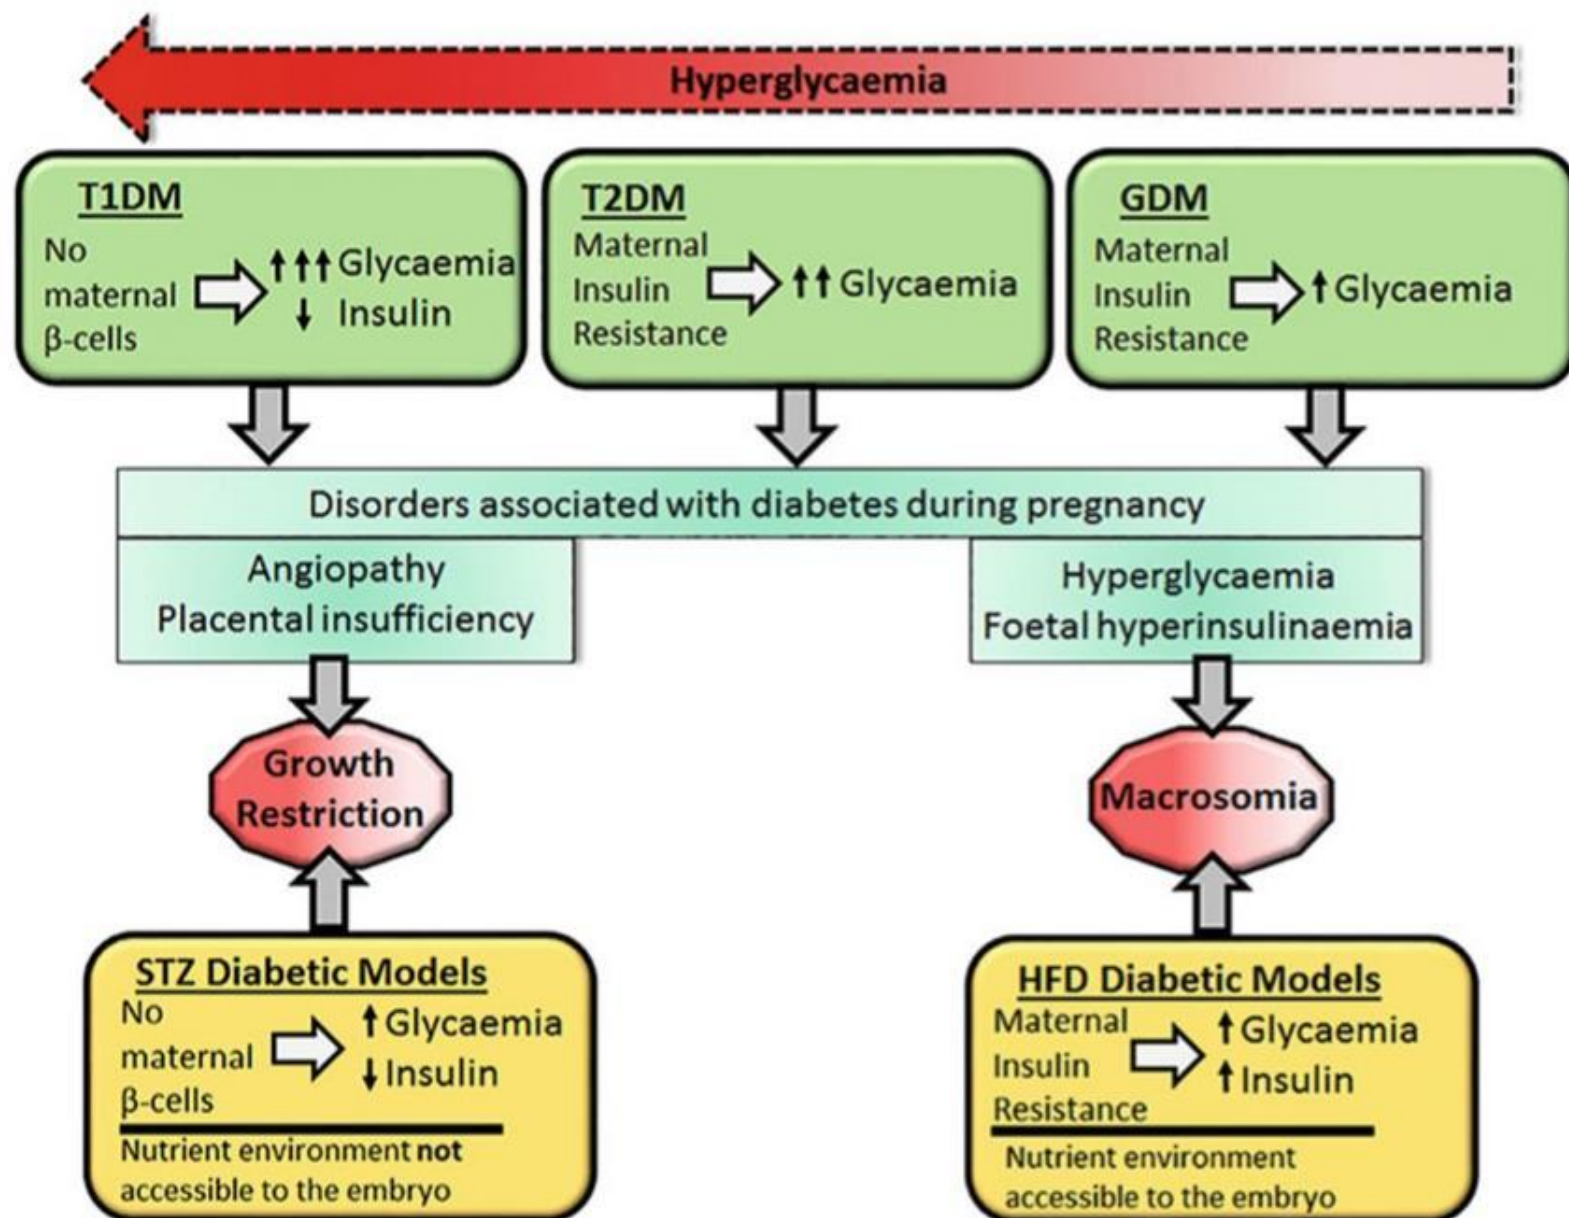 Hyperglycaemia
T1DM
No
maternal
β-cells
↑↑↑ Glycaemia
↓ Insulin
T2DM
Maternal
Insulin
Resistance
↑↑ Glycaemia
GDM
Maternal
Insulin
Resistance
↑ Glycaemia
Disorders associated with diabetes during pregnancy
Angiopathy
Placental insufficiency
Hyperglycaemia
Foetal hyperinsulinaemia
Growth
Restriction
Macrosomia
STZ Diabetic Models
No
maternal
β-cells
↑ Glycaemia
↓ Insulin
Nutrient environment not
accessible to the embryo
HFD Diabetic Models
Maternal
Insulin
Resistance
↑ Glycaemia
↑ Insulin
Nutrient environment
accessible to the embryo